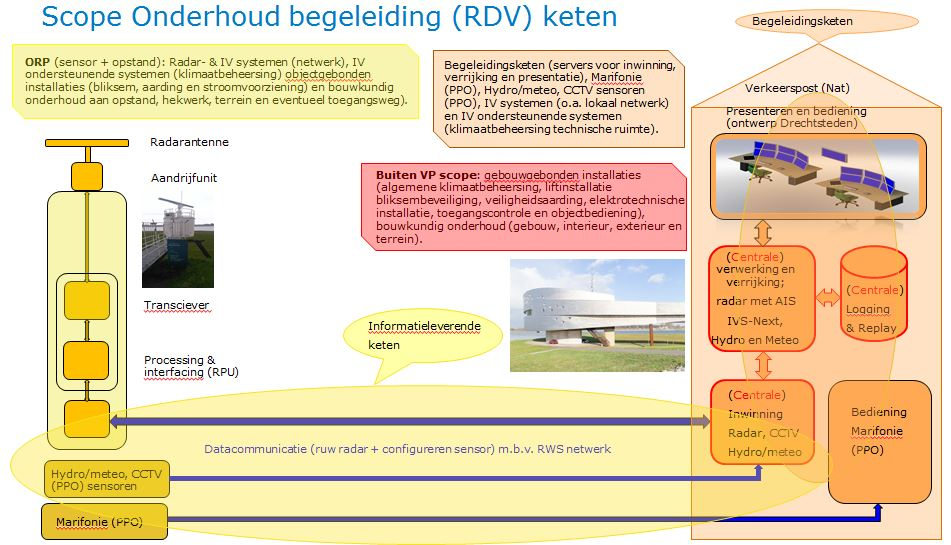 Scope Onderhoud begeleiding (RDV) keten
Begeleidingsketen
ORP (sensor + opstand): Radar- & IV systemen (netwerk), IV
ondersteunende systemen (klimaatbeheersing) objectgebonden
installaties (bliksem, aarding en stroomvoorziening) en bouwkundig
onderhoud aan opstand, hekwerk, terrein en eventueel toegangsweg).
Begeleidingsketen (servers voor inwinning,
verrijking en presentatie), Marifonie
(PPO), Hydro/meteo, CCTV sensoren
(PPO), IV systemen (o.a. lokaal netwerk)
en IV ondersteunende systemen
(klimaatbeheersing technische ruimte).
Verkeerspost (Nat)
Presenteren en bediening
(ontwerp Drechtsteden)
Radarantenne
Aandrijfunit
Buiten VP scope: gebouwgebonden installaties
(algemene klimaatbeheersing, liftinstallatie
bliksembeveiliging, veiligheidsaarding, elektrotechnische
installatie, toegangscontrole en objectbediening),
bouwkundig onderhoud (gebouw, interieur, exterieur en
terrein).
(Centrale)
verwerking en
verrijking;
radar met AIS
IVS-Next,
Hydro en Meteo
(Centrale)
Logging
& Replay
Transciever
Informatieleverende
keten
Processing &
interfacing (RPU)
(Centrale)
Inwinning
Radar, CCTV
Hydro/meteo
Bediening
Marifonie
(PPO)
Datacommunicatie (ruw radar + configureren sensor) m.b.v. RWS netwerk
Hydro/meteo, CCTV
(PPO) sensoren
Marifonie (PPO)